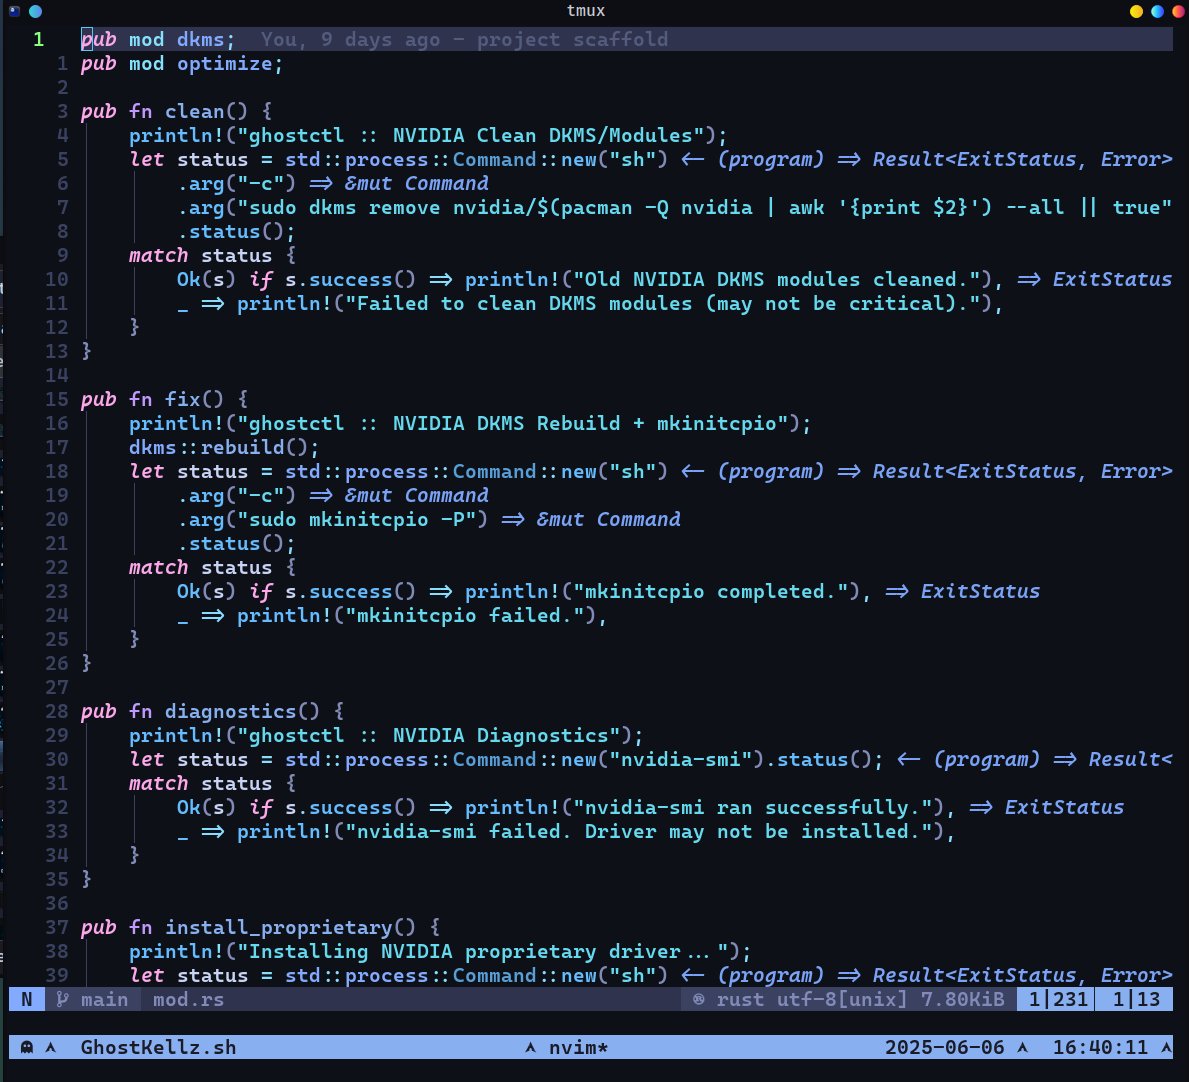 tmux
1 pub mod dkms; You, 9 days ago - project scaffold
1 pub mod optimize;
2
3 pub fn clean() {
4 println!("ghostctl :: NVIDIA Clean DKMS/Modules");
5 let status = std::process::Command::new("sh") <- (program) => Result<ExitStatus, Error>
6 .arg("-c") => &mut Command
7 .arg("sudo dkms remove nvidia/$(pacman -Q nvidia | awk '{print $2}') --all || true"
8 .status();
9 match status {
10 Ok(s) if s.success() => println!("Old NVIDIA DKMS modules cleaned."), => ExitStatus
11 _ => println!("Failed to clean DKMS modules (may not be critical)."),
12 }
13 }
14
15 pub fn fix() {
16 println!("ghostctl :: NVIDIA DKMS Rebuild + mkinitcpio");
17 dkms::rebuild();
18 let status = std::process::Command::new("sh") <- (program) => Result<ExitStatus, Error>
19 .arg("-c") => &mut Command
20 .arg("sudo mkinitcpio -P") => &mut Command
21 .status();
22 match status {
23 Ok(s) if s.success() => println!("mkinitcpio completed."), => ExitStatus
24 _ => println!("mkinitcpio failed."),
25 }
26 }
27
28 pub fn diagnostics() {
29 println!("ghostctl :: NVIDIA Diagnostics");
30 let status = std::process::Command::new("nvidia-smi").status(); <- (program) => Result<
31 match status {
32 Ok(s) if s.success() => println!("nvidia-smi ran successfully."), => ExitStatus
33 _ => println!("nvidia-smi failed. Driver may not be installed."),
34 }
35 }
36
37 pub fn install_proprietary() {
38 println!("Installing NVIDIA proprietary driver...");
39 let status = std::process::Command::new("sh") <- (program) => Result<ExitStatus, Error>
N main mod.rs rust utf-8[unix] 7.80KiB 1|231 1|13
GhostKellz.sh nvim* 2025-06-06 16:40:11